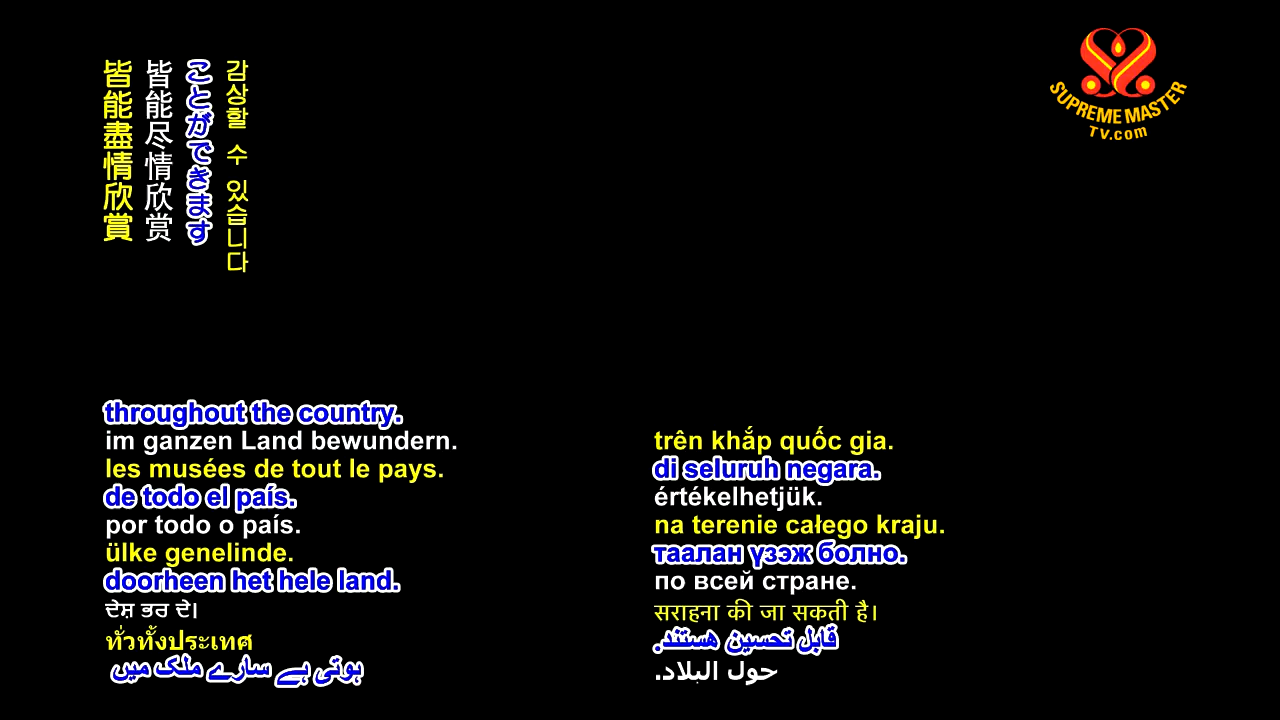 皆能盡情欣賞
皆能尽情欣赏
ことができます
감상할 수 있습니다
SUPREME MASTER
TV.com
throughout the country.
im ganzen Land bewundern.
les musées de tout le pays.
de todo el país.
por todo o país.
ülke genelinde.
doorheen het hele land.
ਦੇਸ਼ ਭਰ ਦੇ।
ทั่วทั้งประเทศ
ہوتی ہے سارے ملک میں
trên khắp quốc gia.
di seluruh negara.
értékelhetjük.
na terenie całego kraju.
таалан үзэж болно.
по всей стране.
सराहना की जा सकती है।
قابل تحسین هستند.
حول البلاد.